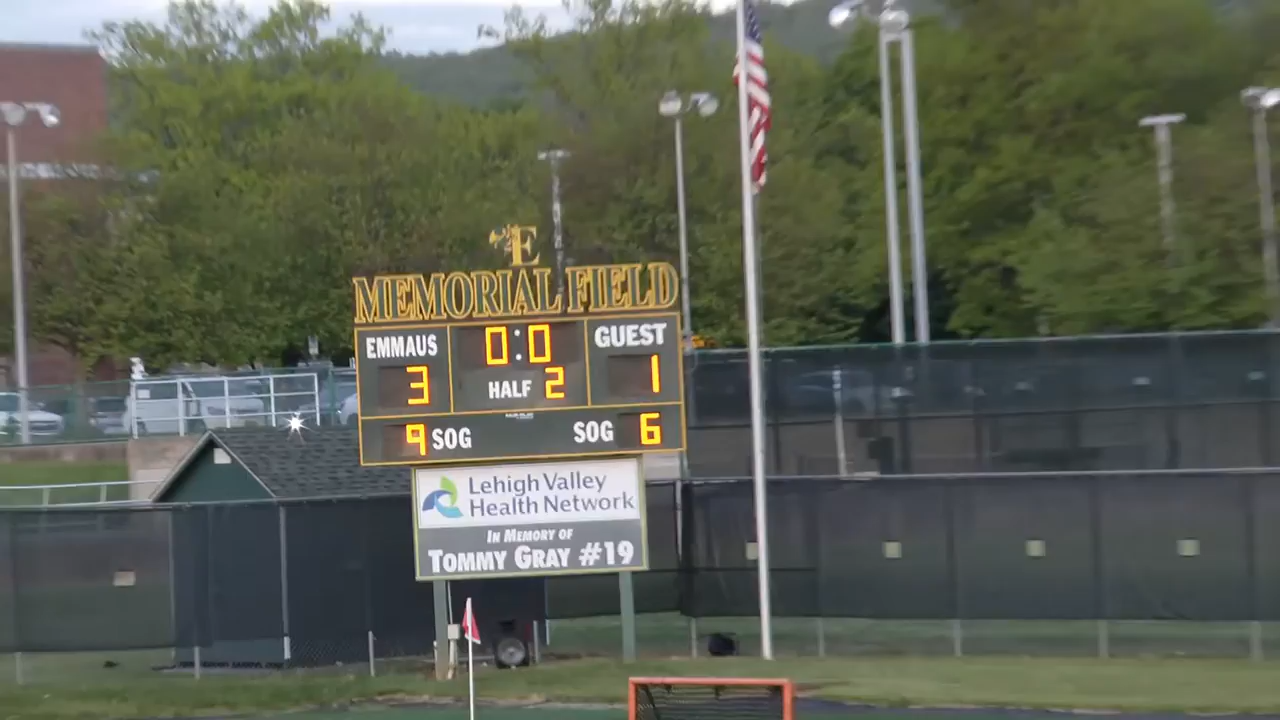 E
MEMORIAL FIELD
EMMAUS 0:0 GUEST
3 HALF 2 1
9 SOG SOG 6
Lehigh Valley
Health Network
IN MEMORY OF
TOMMY GRAY #19